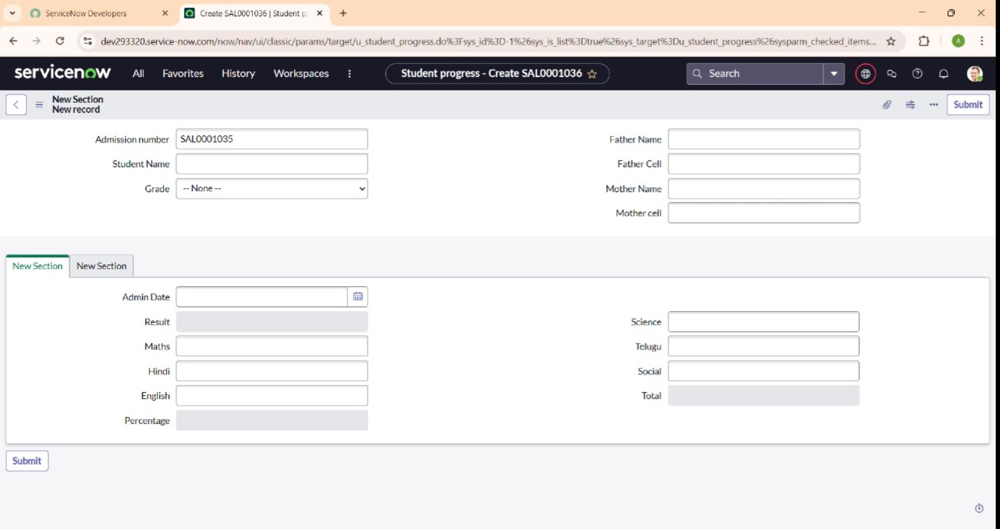 ServiceNow Developers
Create SAL0001036 | Student pr
dev293320.service-now.com/now/nav/ui/classic/params/target/u_student_progress.do%3Fsys_id%3D-1%26sys_is_list%3Dtrue%26sys_target%3Du_student_progress%26sysparm_checked_items...
A
servicenow
All
Favorites
History
Workspaces
Student progress - Create SAL0001036
Search
New Section
New record
Submit
Admission number SAL0001035
Father Name
Student Name
Father Cell
Grade -- None --
Mother Name
Mother cell
New Section
New Section
Admin Date
Result
Science
Maths
Telugu
Hindi
Social
English
Total
Percentage
Submit